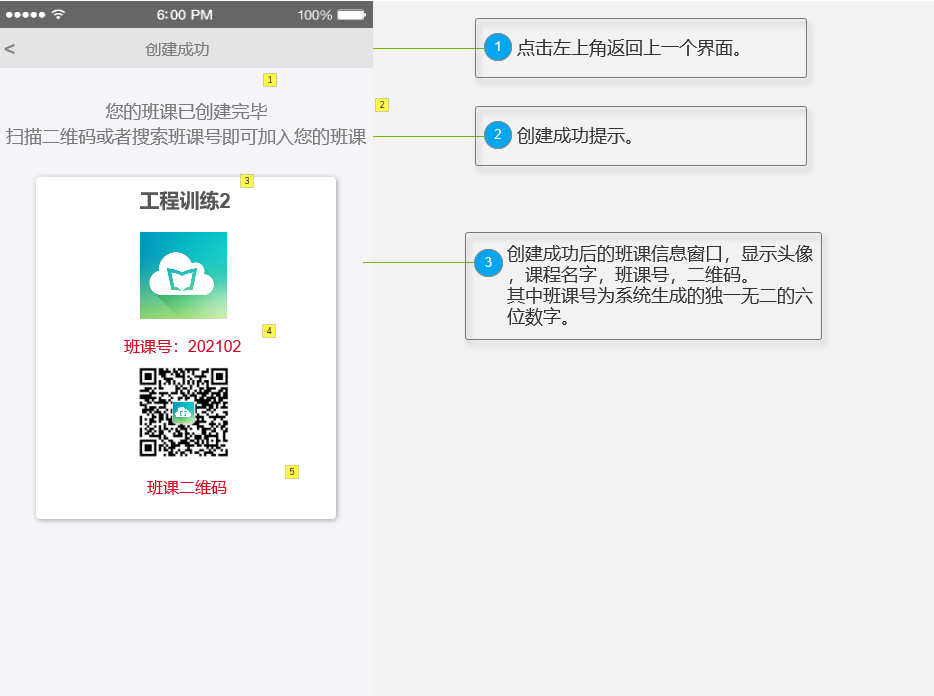 6:00 PM
100%
<
创建成功
1
您的班课已创建完毕
2
扫描二维码或者搜索班课号即可加入您的班课
3
工程训练2
4
班课号：202102
5
班课二维码
1 点击左上角返回上一个界面。
2 创建成功提示。
3
创建成功后的班课信息窗口，显示头像
，课程名字，班课号，二维码。
其中班课号为系统生成的独一无二的六
位数字。